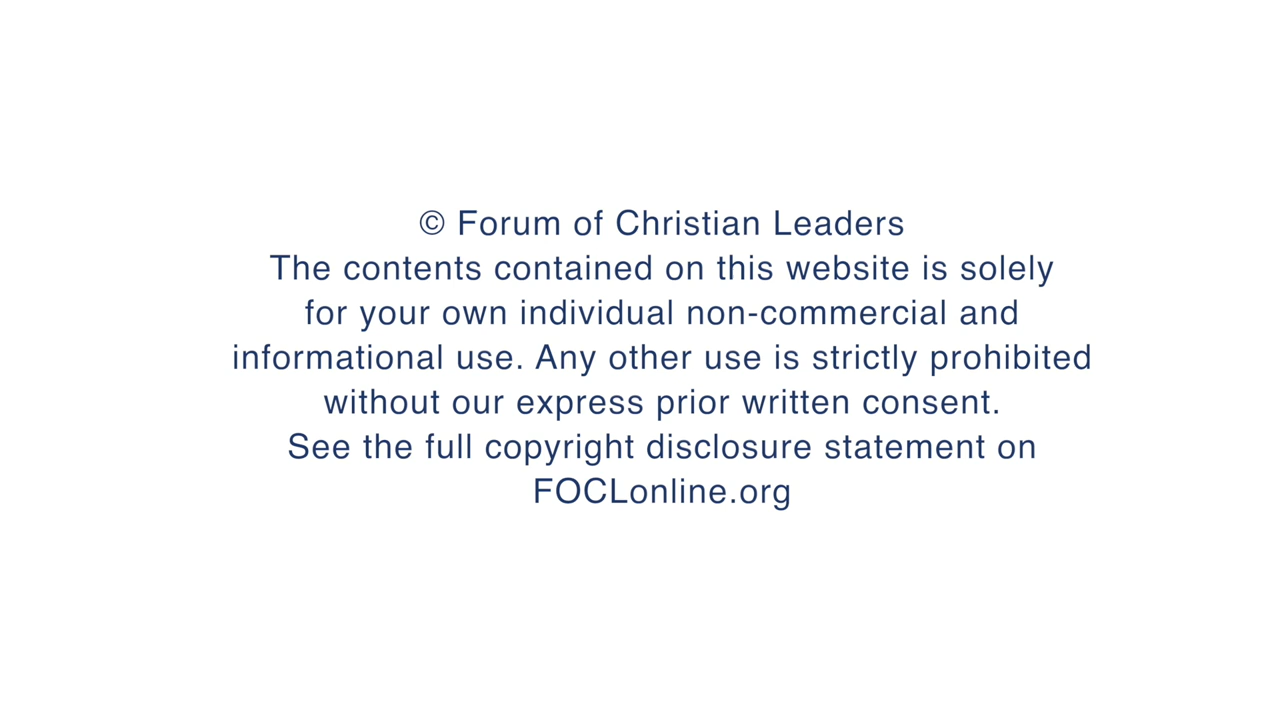 © Forum of Christian Leaders
The contents contained on this website is solely
for your own individual non-commercial and
informational use. Any other use is strictly prohibited
without our express prior written consent.
See the full copyright disclosure statement on
FOCLonline.org